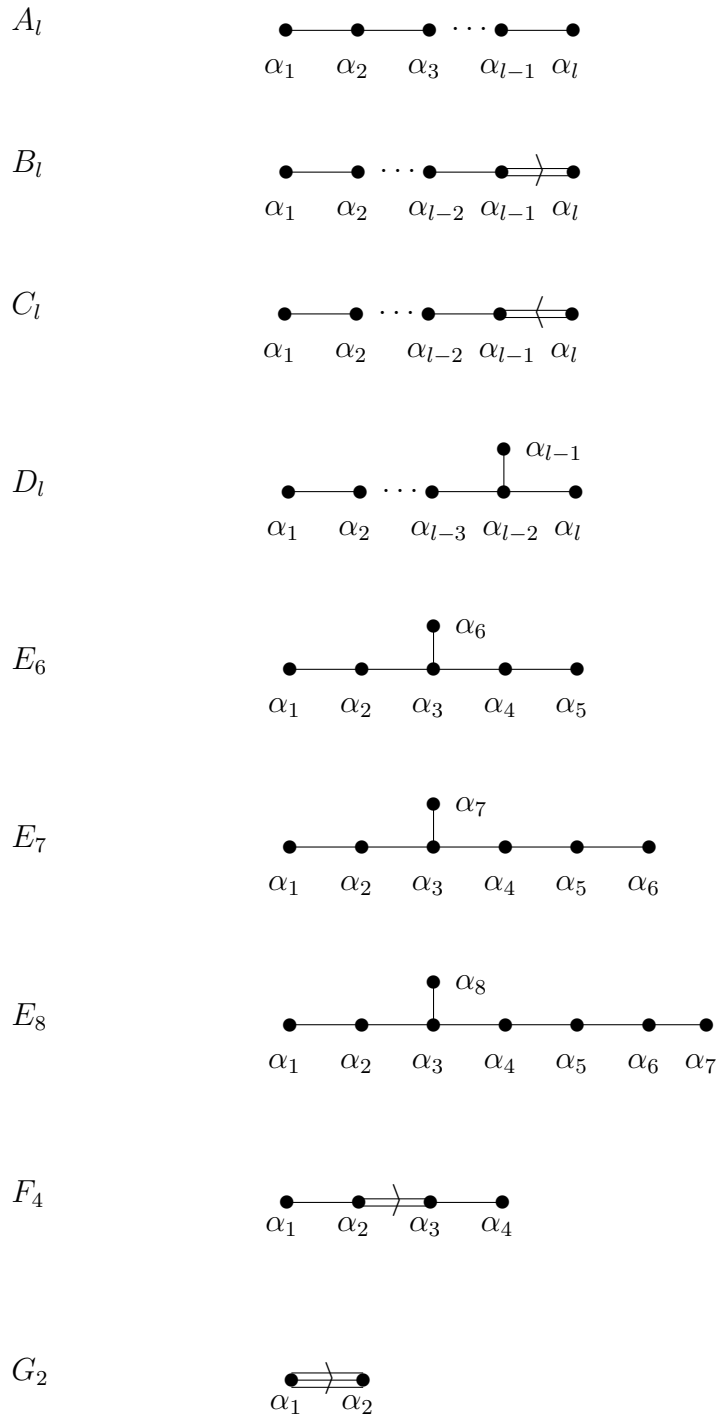 A_l
α_1 α_2 α_3 ··· α_{l−1} α_l
B_l
α_1 α_2 ··· α_{l−2} α_{l−1} α_l
C_l
α_1 α_2 ··· α_{l−2} α_{l−1} α_l
α_{l−1}
D_l
α_1 α_2 ··· α_{l−3} α_{l−2} α_l
α_6
E_6
α_1 α_2 α_3 α_4 α_5
α_7
E_7
α_1 α_2 α_3 α_4 α_5 α_6
α_8
E_8
α_1 α_2 α_3 α_4 α_5 α_6 α_7
F_4
α_1 α_2 α_3 α_4
G_2
α_1 α_2